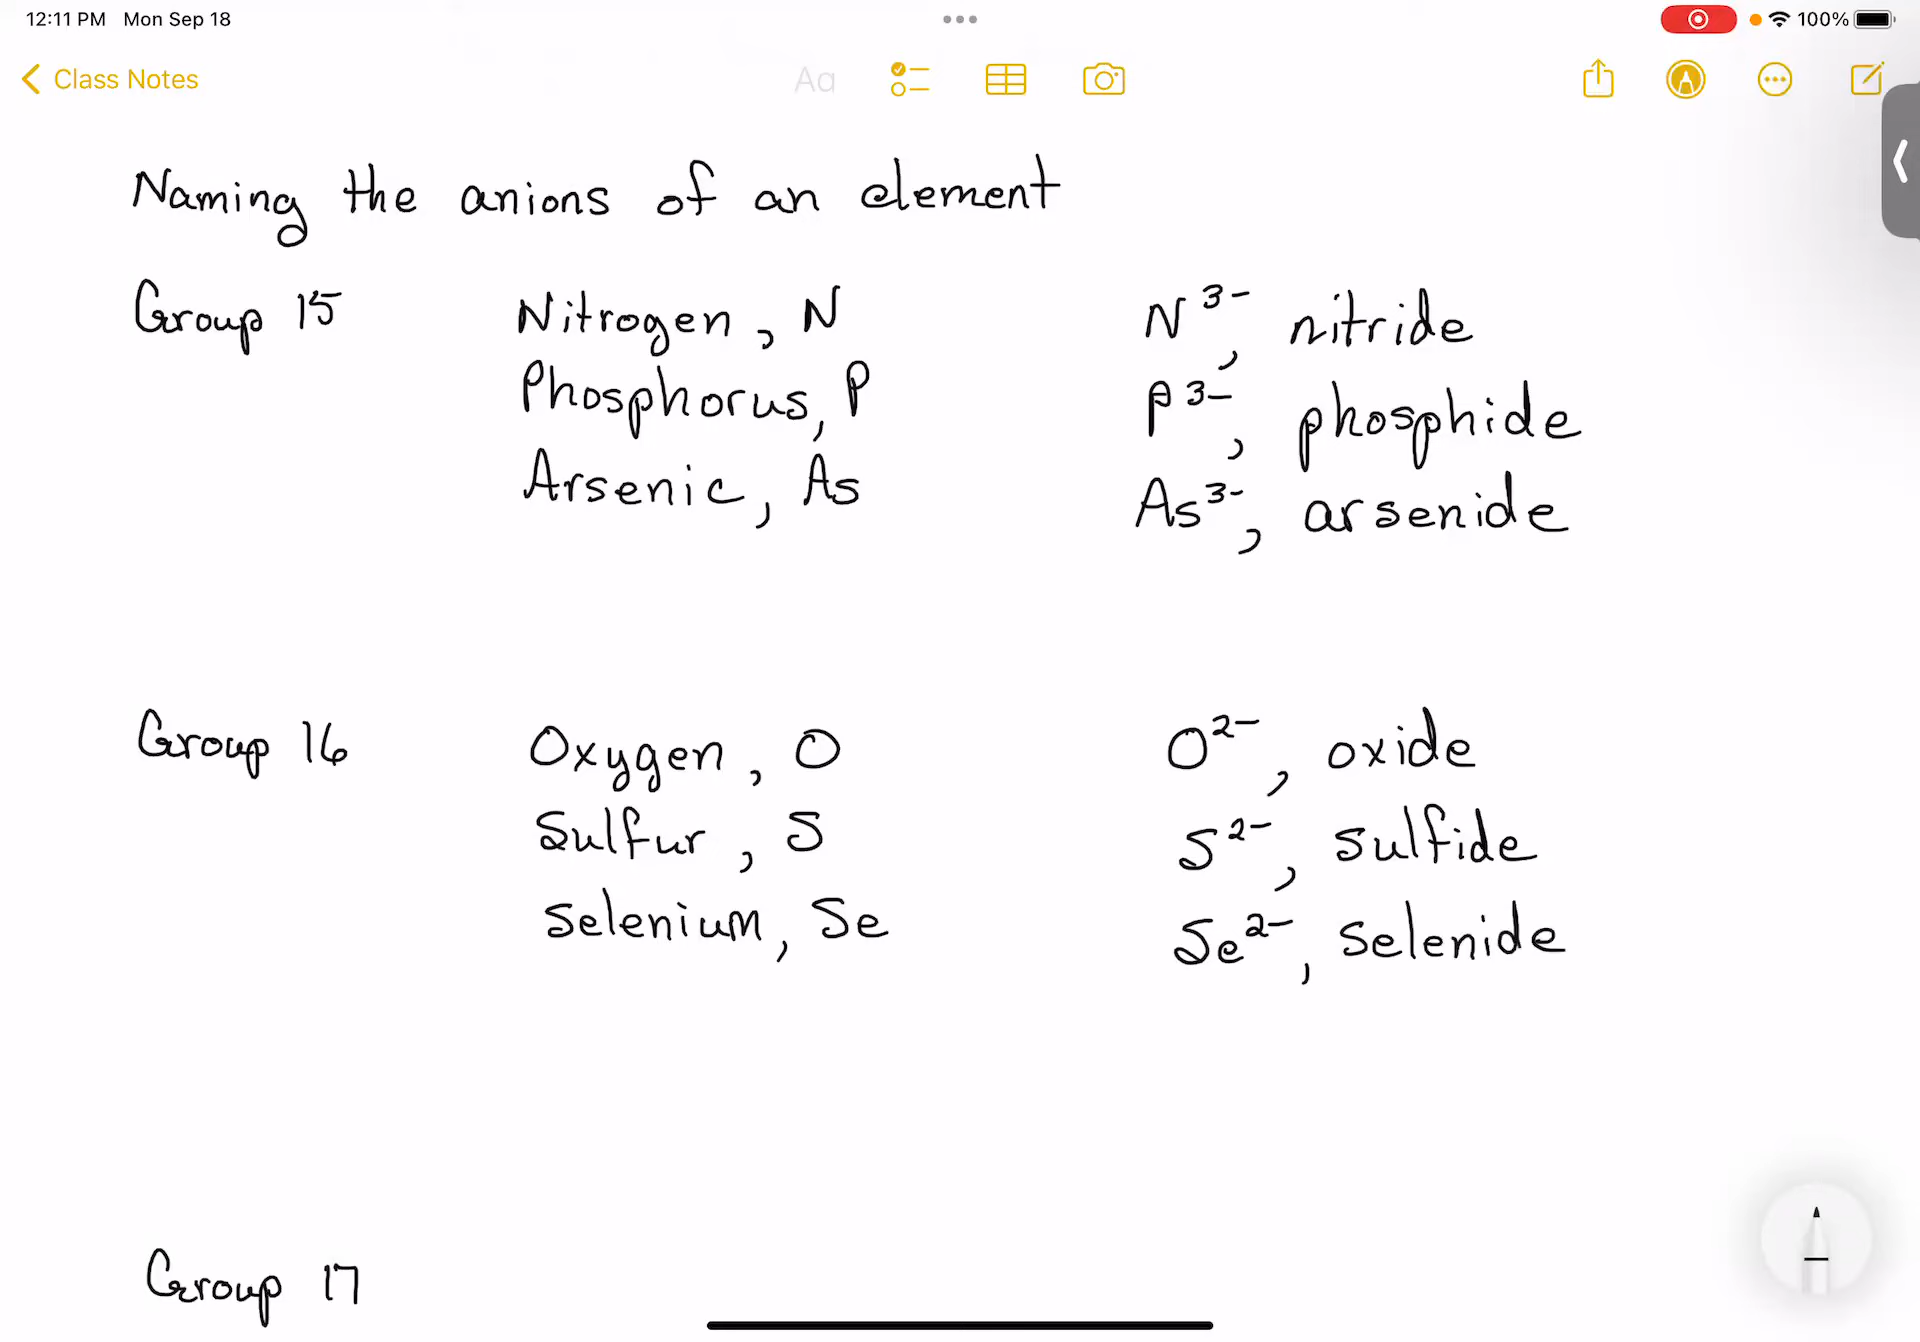 12:11 PM Mon Sep 18 100%
Class Notes Aa
Naming the anions of an element
Group 15 Nitrogen, N N³⁻, nitride
Phosphorus, P P³⁻, phosphide
Arsenic, As As³⁻, arsenide
Group 16 Oxygen, O O²⁻, oxide
Sulfur, S S²⁻, sulfide
Selenium, Se Se²⁻, selenide
Group 17